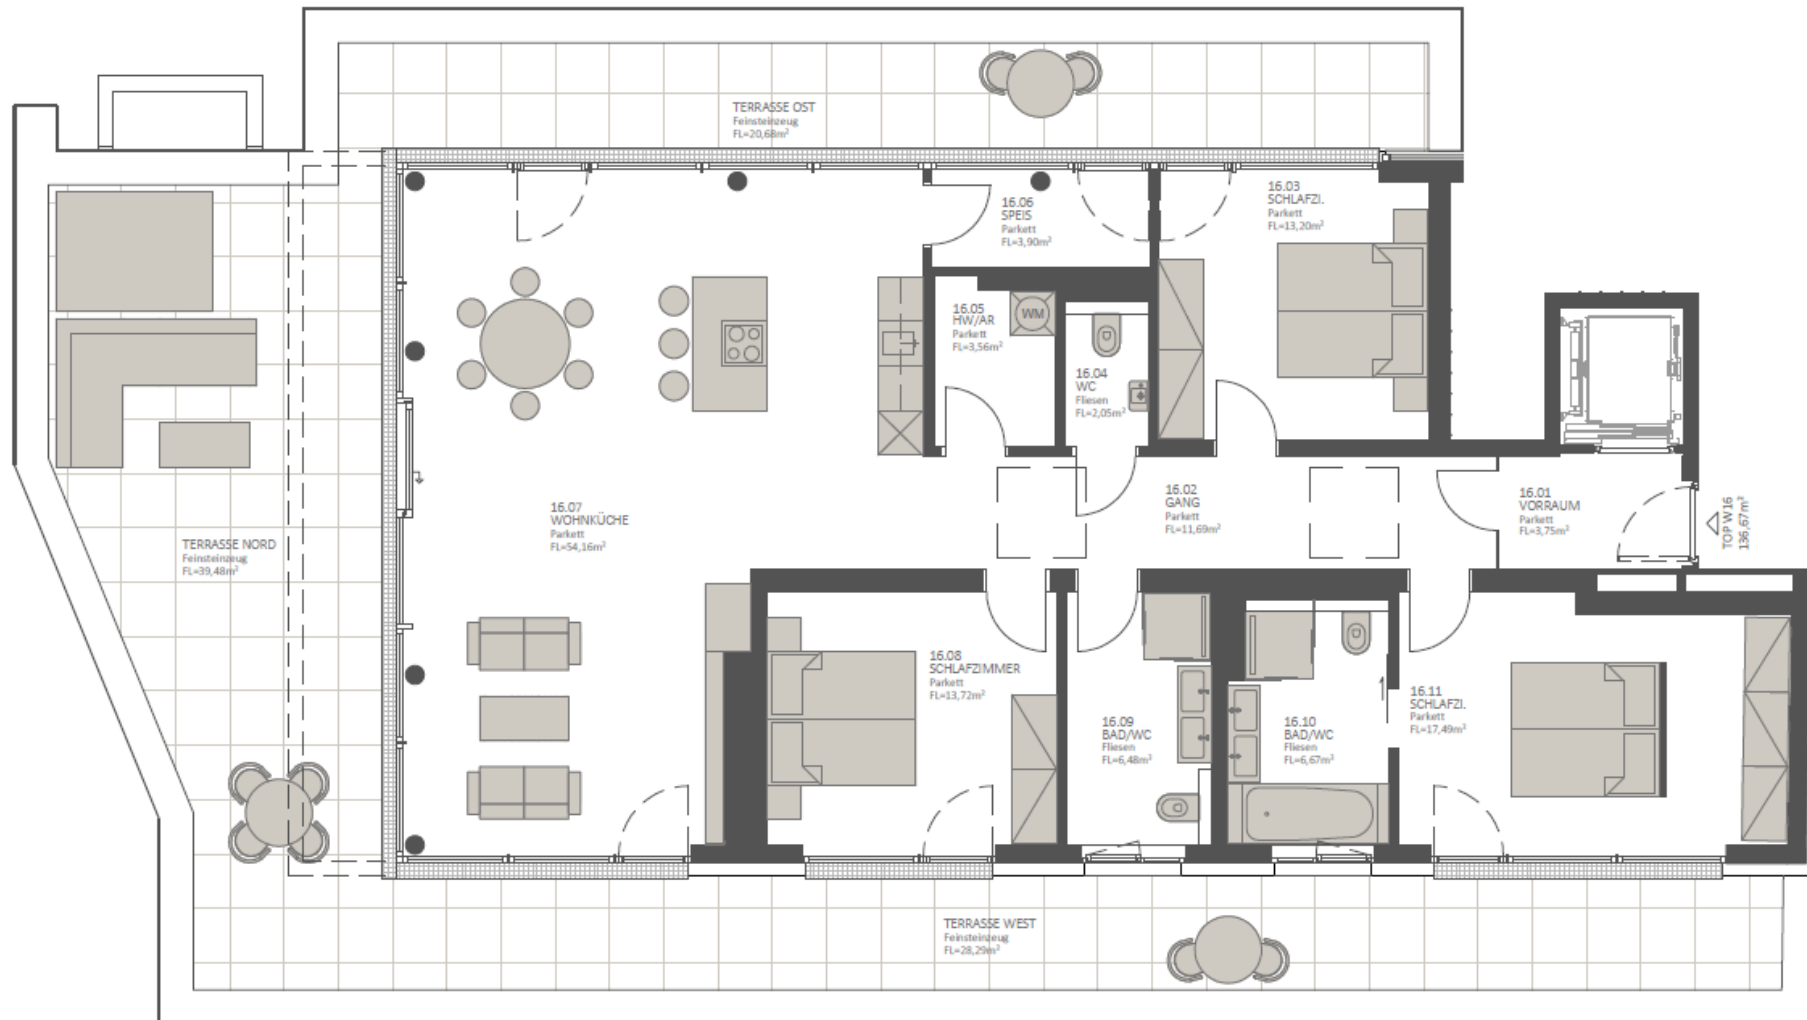 TERRASSE OST
Feinsteinzeug
FL=20,68m²
16.03
SCHLAFZI.
Parkett
FL=13,20m²
16.06
SPEIS
Parkett
FL=3,90m²
16.05
HW/AR
Parkett
FL=3,56m²
WM
16.04
WC
Fliesen
FL=2,05m²
16.02
GANG
Parkett
FL=11,69m²
16.01
VORRAUM
Parkett
FL=3,75m²
TOP W16
136,67m²
16.07
WOHNKÜCHE
Parkett
FL=54,16m²
TERRASSE NORD
Feinsteinzeug
FL=39,48m²
16.08
SCHLAFZIMMER
Parkett
FL=13,72m²
16.09
BAD/WC
Fliesen
FL=6,48m²
16.10
BAD/WC
Fliesen
FL=6,67m²
16.11
SCHLAFZI.
Parkett
FL=17,49m²
TERRASSE WEST
Feinsteinzeug
FL=28,29m²